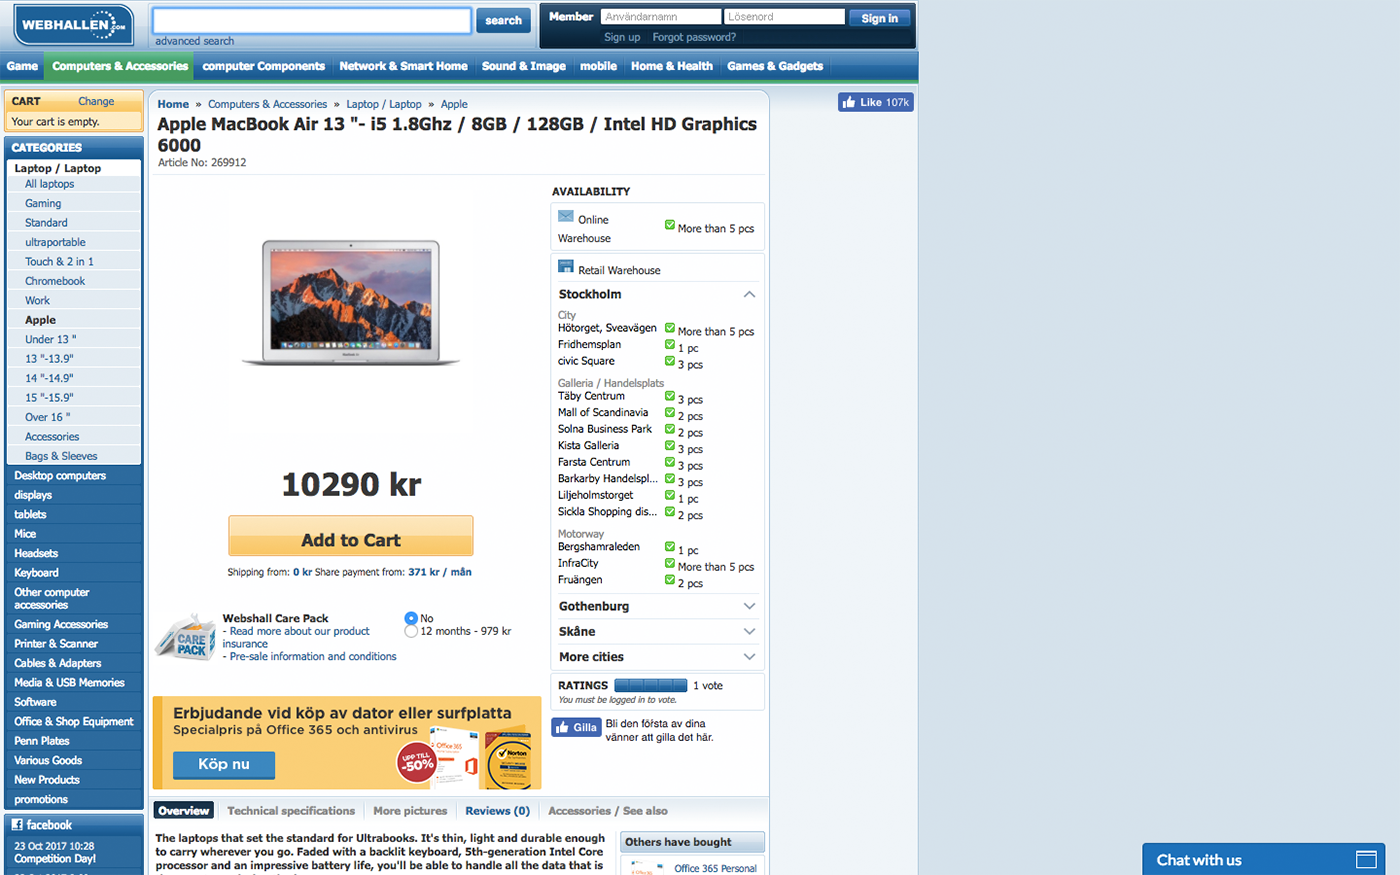 WEBHALLEN.COM
search
advanced search
Member
Användarnamn
Lösenord
Sign in
Sign up Forgot password?
Game Computers & Accessories computer Components Network & Smart Home Sound & Image mobile Home & Health Games & Gadgets
CART Change
Your cart is empty.
CATEGORIES
Laptop / Laptop
All laptops
Gaming
Standard
ultraportable
Touch & 2 in 1
Chromebook
Work
Apple
Under 13 "
13 "-13.9"
14 "-14.9"
15 "-15.9"
Over 16 "
Accessories
Bags & Sleeves
Desktop computers
displays
tablets
Mice
Headsets
Keyboard
Other computer
accessories
Gaming Accessories
Printer & Scanner
Cables & Adapters
Media & USB Memories
Software
Office & Shop Equipment
Penn Plates
Various Goods
New Products
promotions
facebook
23 Oct 2017 10:28
Competition Day!
Home » Computers & Accessories » Laptop / Laptop » Apple
Like 107k
Apple MacBook Air 13 "- i5 1.8Ghz / 8GB / 128GB / Intel HD Graphics
6000
Article No: 269912
10290 kr
Add to Cart
Shipping from: 0 kr Share payment from: 371 kr / mån
CARE
PACK
Webshall Care Pack
- Read more about our product
insurance
- Pre-sale information and conditions
No
12 months - 979 kr
Erbjudande vid köp av dator eller surfplatta
Specialpris på Office 365 och antivirus
Köp nu
UPP TILL
-50%
Office 365
Norton
AVAILABILITY
Online
Warehouse
More than 5 pcs
Retail Warehouse
Stockholm
City
Hötorget, Sveavägen More than 5 pcs
Fridhemsplan 1 pc
civic Square 3 pcs
Galleria / Handelsplats
Täby Centrum 3 pcs
Mall of Scandinavia 2 pcs
Solna Business Park 2 pcs
Kista Galleria 3 pcs
Farsta Centrum 3 pcs
Barkarby Handelspl... 3 pcs
Liljeholmstorget 1 pc
Sickla Shopping dis... 2 pcs
Motorway
Bergshamraleden 1 pc
InfraCity More than 5 pcs
Fruängen 2 pcs
Gothenburg
Skåne
More cities
RATINGS 1 vote
You must be logged in to vote.
Gilla
Bli den första av dina
vänner att gilla det här.
Overview Technical specifications More pictures Reviews (0) Accessories / See also
The laptops that set the standard for Ultrabooks. It's thin, light and durable enough
to carry wherever you go. Faded with a backlit keyboard, 5th-generation Intel Core
processor and an impressive battery life, you'll be able to handle all the data that is
Others have bought
Office 365 Personal
Chat with us